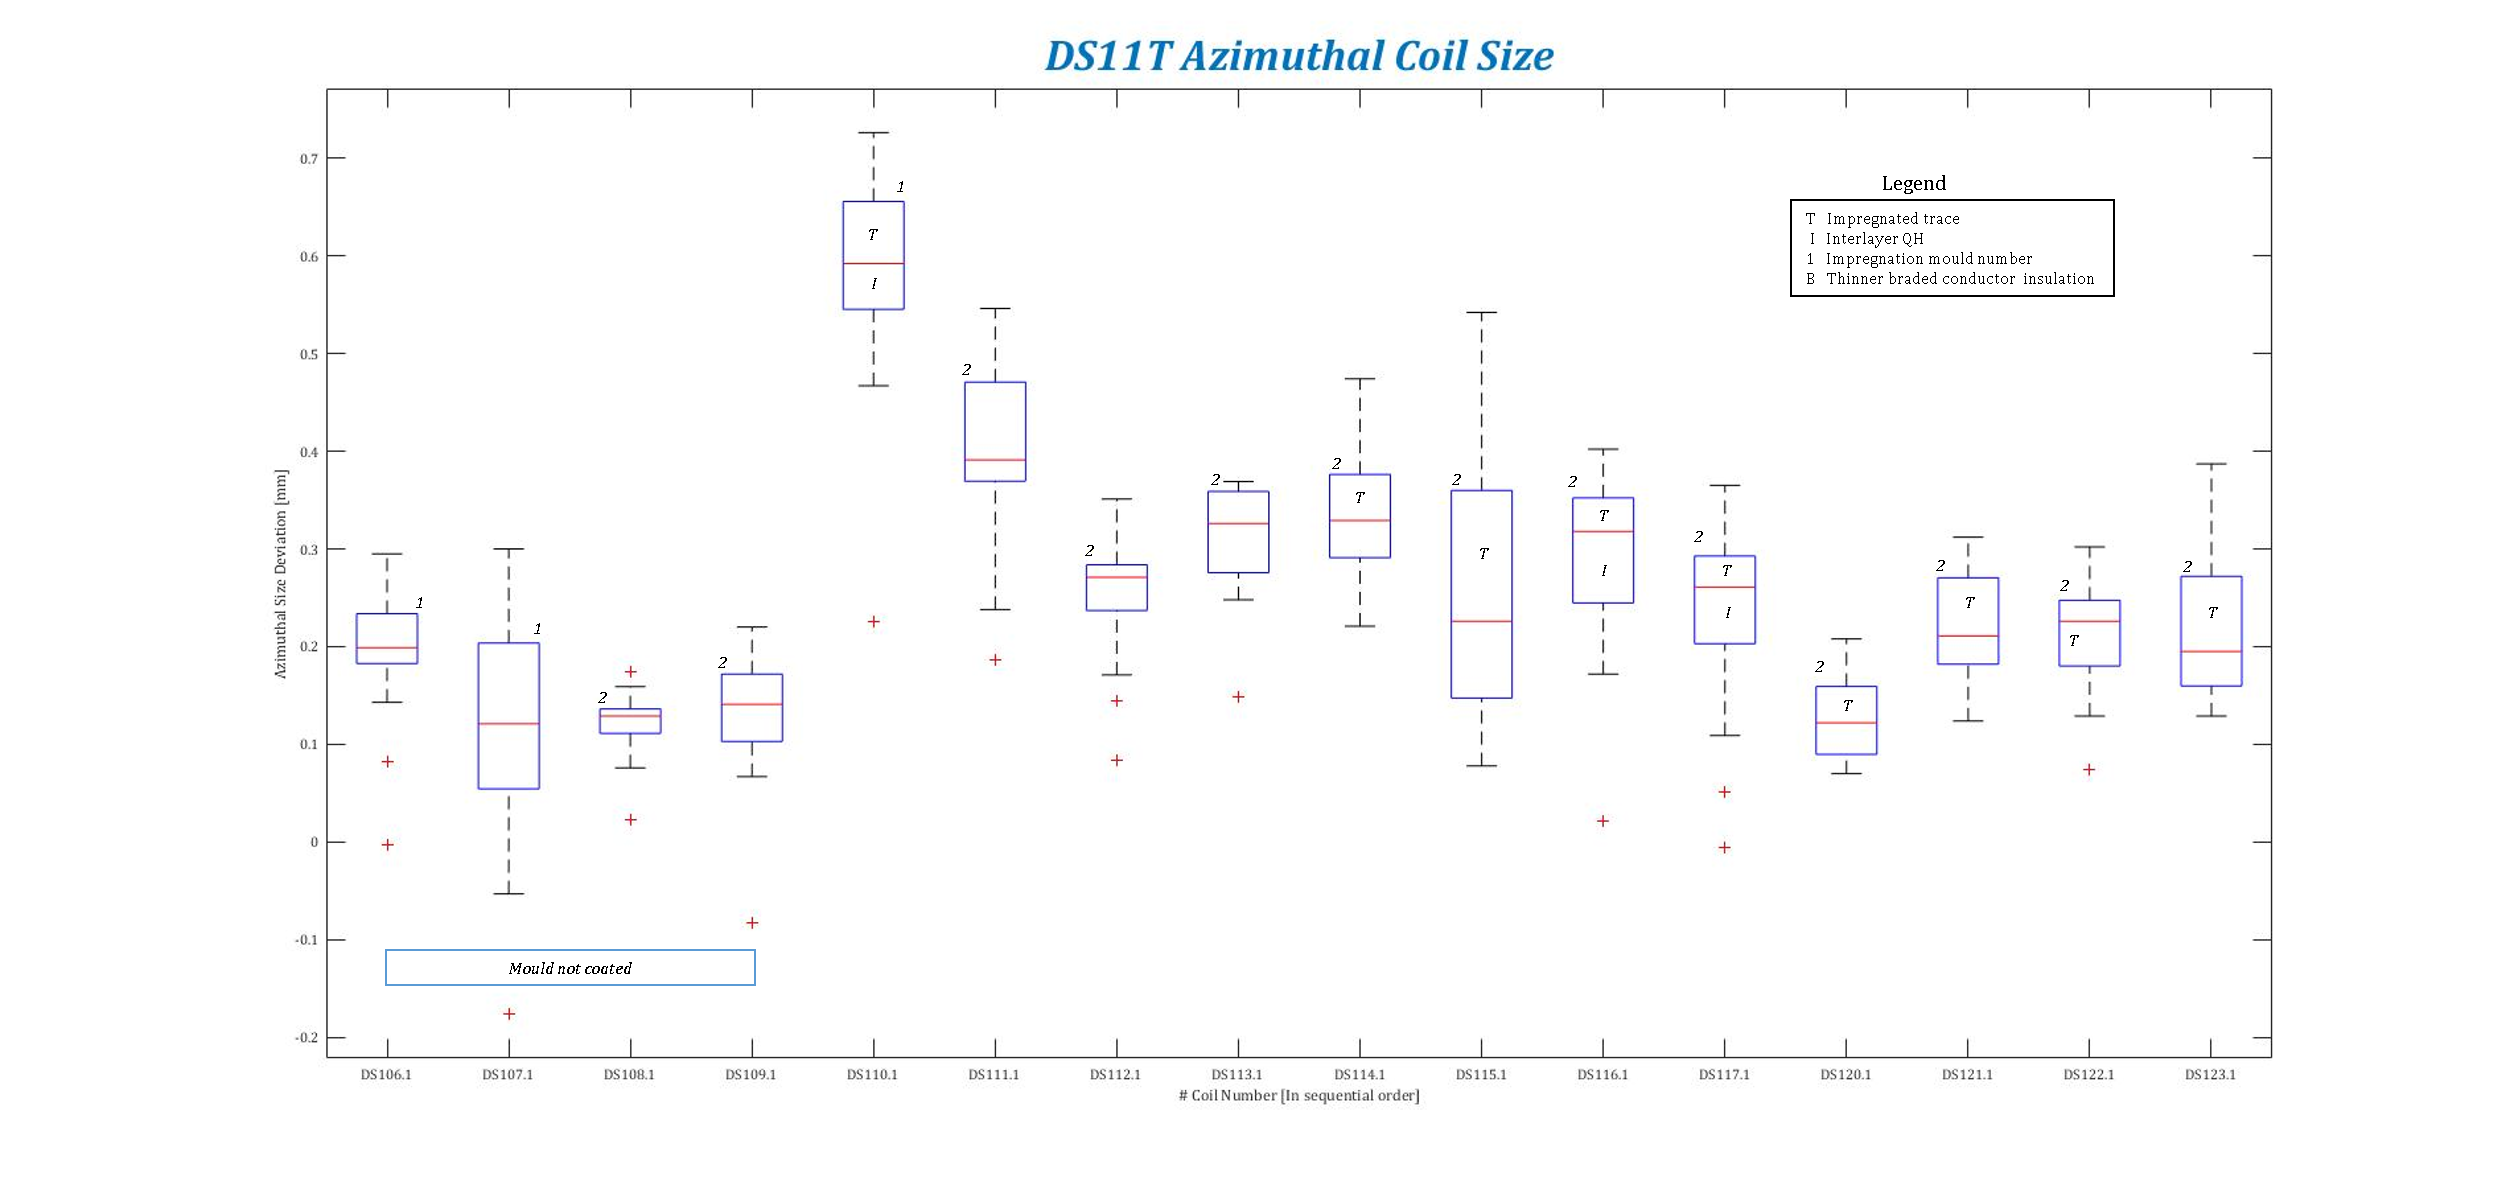 DS11T Azimuthal Coil Size
0.7
0.6
0.5
0.4
0.3
0.2
0.1
0
-0.1
-0.2
Azimuthal Size Deviation [mm]
Legend
T Impregnated trace
I Interlayer QH
1 Impregnation mould number
B Thinner braded conductor insulation
1
1
2
2
1
T
I
2
2
2
2
T
2
T
2
T
I
2
T
I
2
T
2
T
2
T
2
T
Mould not coated
DS106.1 DS107.1 DS108.1 DS109.1 DS110.1 DS111.1 DS112.1 DS113.1 DS114.1 DS115.1 DS116.1 DS117.1 DS120.1 DS121.1 DS122.1 DS123.1
# Coil Number [In sequential order]